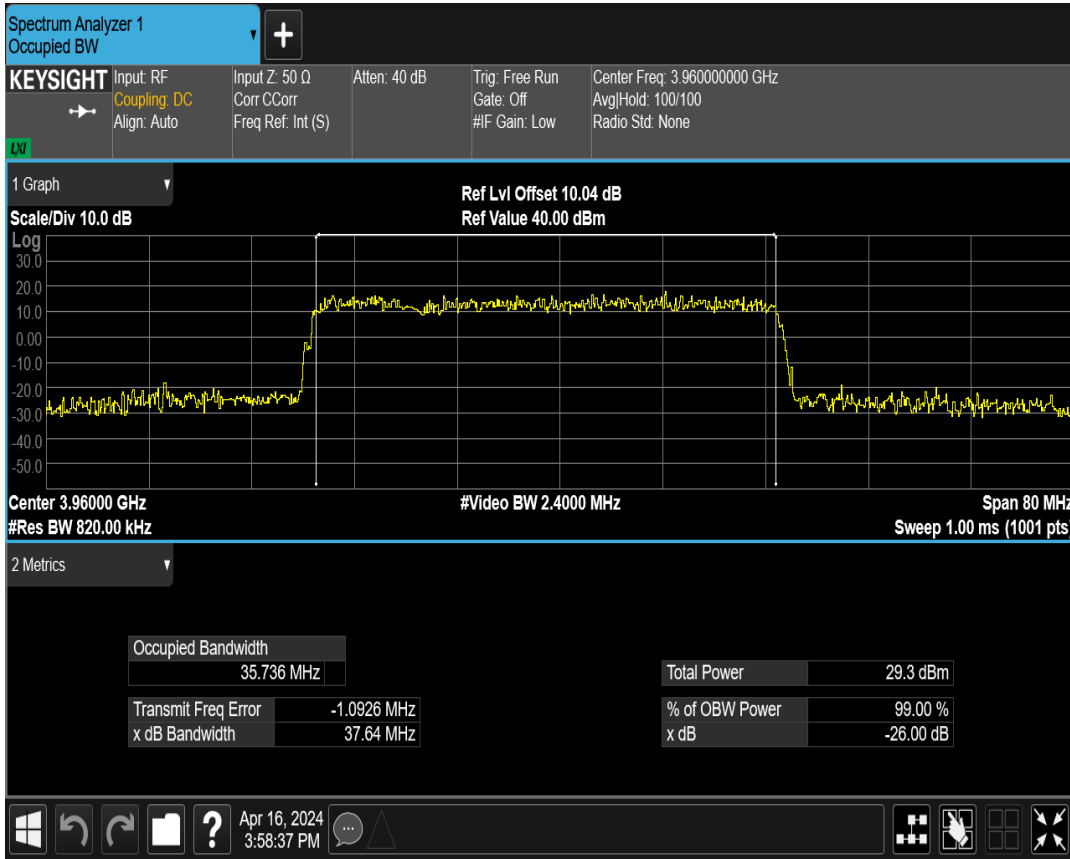 Spectrum Analyzer 1
Occupied BW
+
KEYSIGHT
LXI
Input: RF
Coupling: DC
Align: Auto
Input Z: 50 Ω
Corr CCorr
Freq Ref: Int (S)
Atten: 40 dB
Trig: Free Run
Gate: Off
#IF Gain: Low
Center Freq: 3.960000000 GHz
Avg|Hold: 100/100
Radio Std: None
1 Graph
Scale/Div 10.0 dB
Ref Lvl Offset 10.04 dB
Ref Value 40.00 dBm
Log
30.0
20.0
10.0
0.00
-10.0
-20.0
-30.0
-40.0
-50.0
Center 3.96000 GHz
#Video BW 2.4000 MHz
Span 80 MHz
#Res BW 820.00 kHz
Sweep 1.00 ms (1001 pts)
2 Metrics
Occupied Bandwidth
35.736 MHz
Transmit Freq Error -1.0926 MHz
x dB Bandwidth 37.64 MHz
Total Power 29.3 dBm
% of OBW Power 99.00 %
x dB -26.00 dB
?
Apr 16, 2024
3:58:37 PM